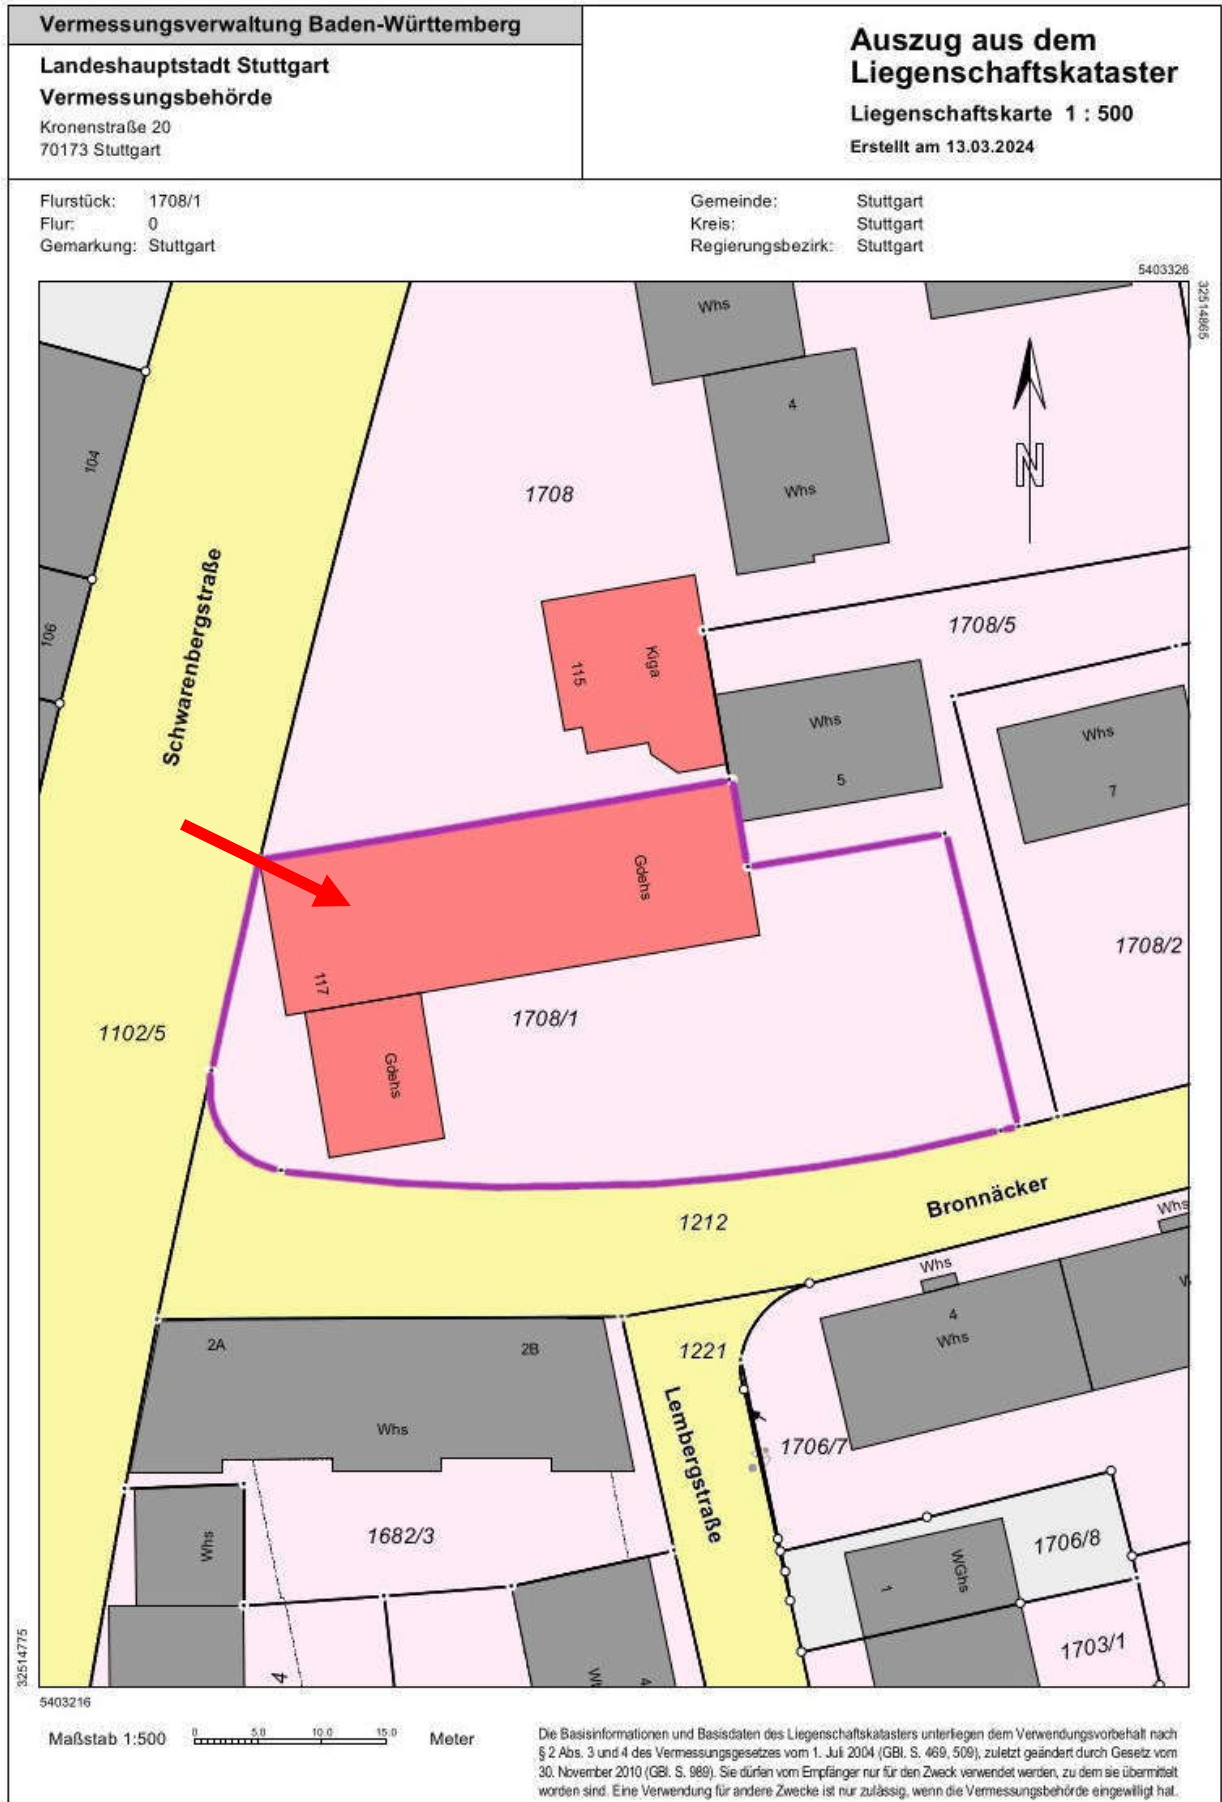 Vermessungsverwaltung Baden-Württemberg
Landeshauptstadt Stuttgart
Vermessungsbehörde
Kronenstraße 20
70173 Stuttgart
Auszug aus dem
Liegenschaftskataster
Liegenschaftskarte 1 : 500
Erstellt am 13.03.2024
Flurstück: 1708/1
Flur: 0
Gemarkung: Stuttgart
Gemeinde: Stuttgart
Kreis: Stuttgart
Regierungsbezirk: Stuttgart
5403326
32514865
Whs
4
Whs
N
104
1708
106
Schwarenbergstraße
1708/5
Kiga
115
Whs
5
Whs
7
Gdehs
117
1708/2
1708/1
1102/5
Gdehs
Bronnäcker
1212
Whs
Whs
4
Whs
2A
2B
1221
Whs
Lembergstraße
1706/7
1682/3
Whs
1706/8
WGhs
1
1703/1
4
4
32514775
5403216
Maßstab 1:500
0 5.0 10.0 15.0
Meter
Die Basisinformationen und Basisdaten des Liegenschaftskatasters unterliegen dem Verwendungsvorbehalt nach
§ 2 Abs. 3 und 4 des Vermessungsgesetzes vom 1. Juli 2004 (GBl. S. 469, 509), zuletzt geändert durch Gesetz vom
30. November 2010 (GBl. S. 989). Sie dürfen vom Empfänger nur für den Zweck verwendet werden, zu dem sie übermittelt
worden sind. Eine Verwendung für andere Zwecke ist nur zulässig, wenn die Vermessungsbehörde eingewilligt hat.